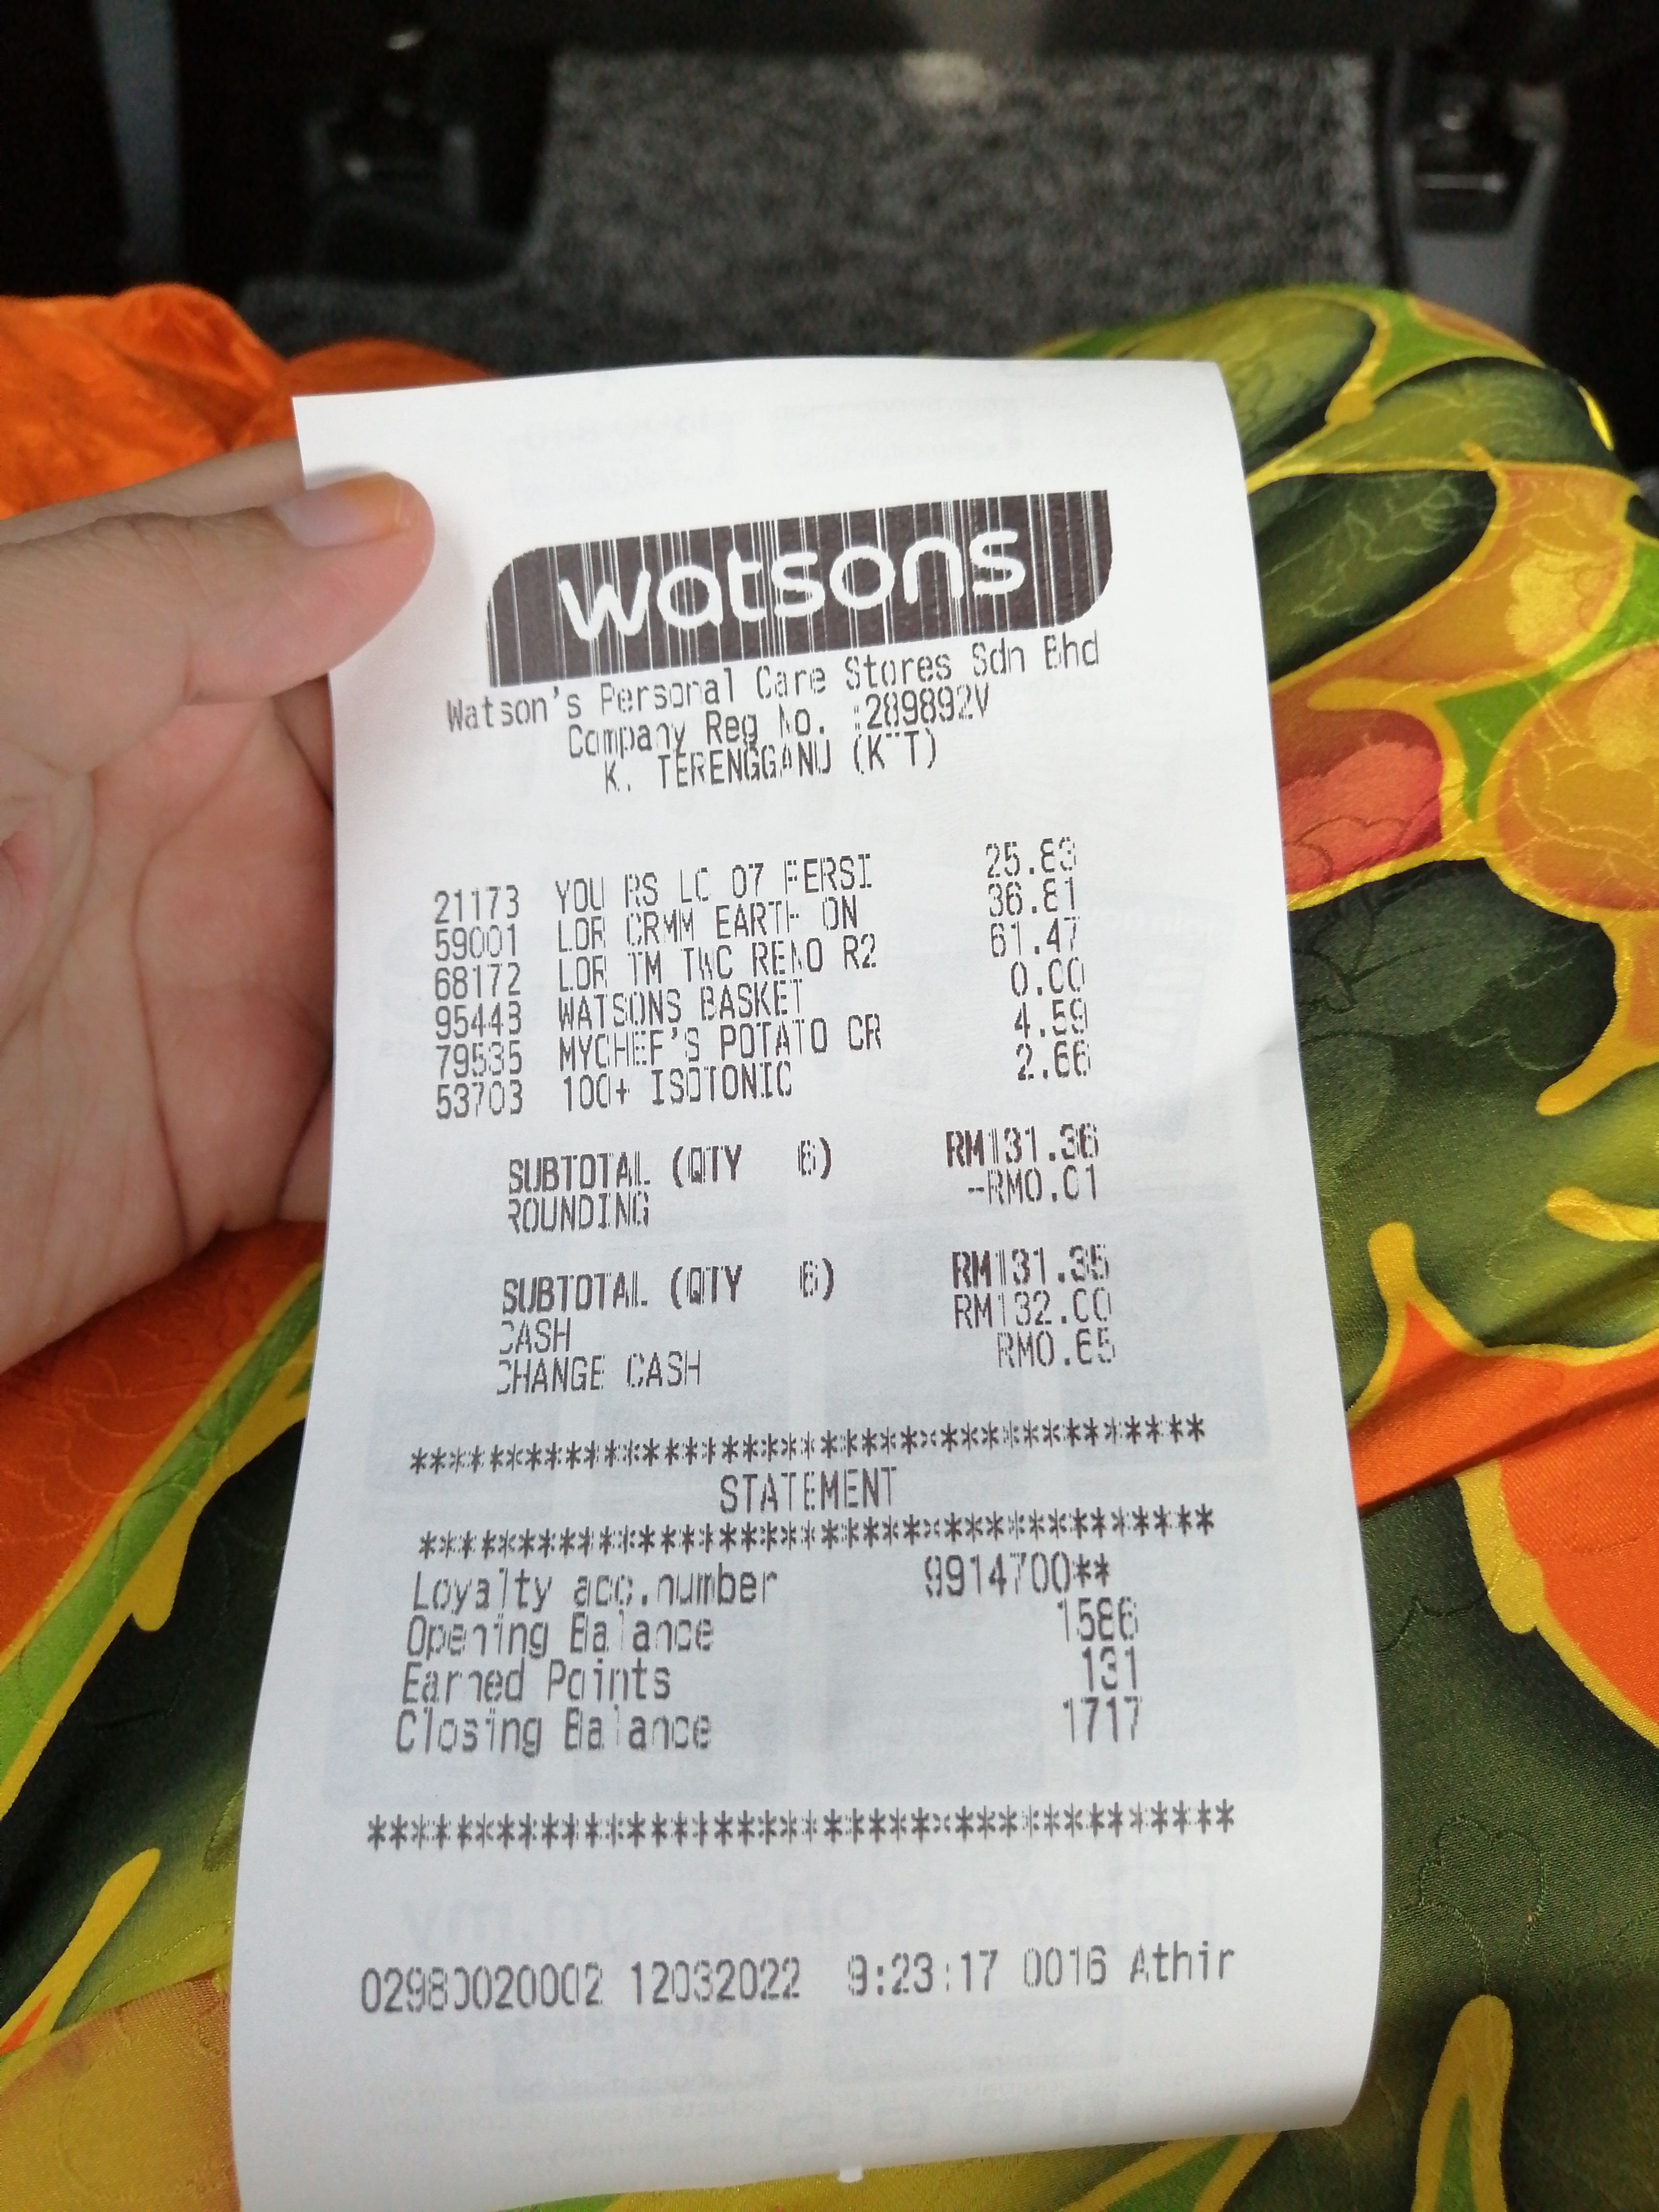 watsons
Watson's Personal Care Stores Sdn Bhd
Company Reg No. :289892V
K. TERENGGANU (K"T)
21173 YOU RS LC 07 PERSI 25.83
59001 LOR CRMM EARTH ON 36.81
68172 LOR TM TWC RENO R2 61.47
95443 WATSONS BASKET 0.00
79535 MYCHEF'S POTATO CR 4.59
53703 100+ ISOTONIC 2.66
SUBTOTAL (QTY 6) RM131.36
ROUNDING -RM0.01
SUBTOTAL (QTY 6) RM131.35
CASH RM132.00
CHANGE CASH RM0.65
****************************************
STATEMENT
****************************************
Loyalty acc.number 9914700**
Opening Balance 1586
Earned Points 131
Closing Balance 1717
****************************************
02980020002 12032022 9:23:17 0016 Athir